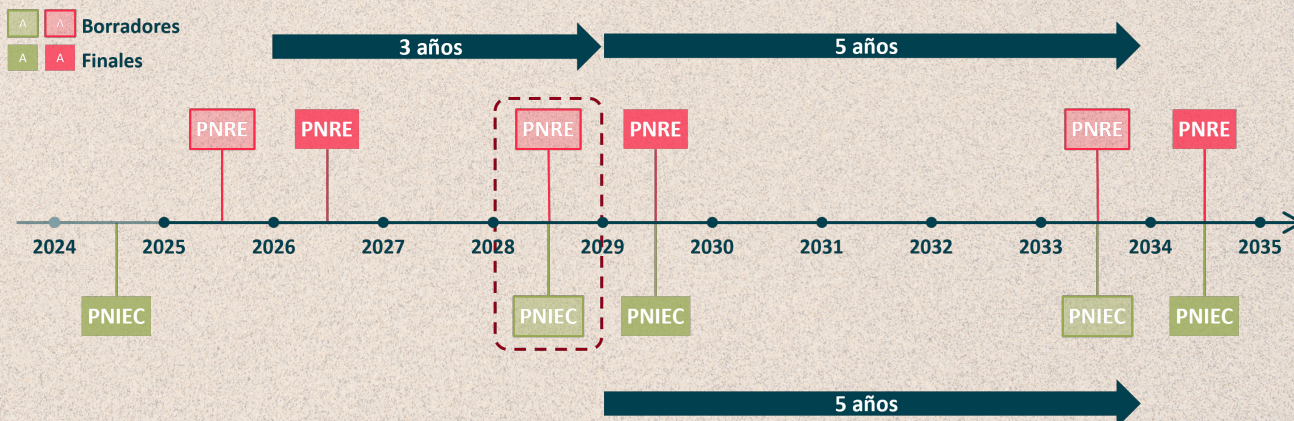 A A Borradores
A A Finales
3 años
5 años
PNRE PNRE PNRE PNRE PNRE PNRE
2024 2025 2026 2027 2028 2029 2030 2031 2032 2033 2034 2035
PNIEC PNIEC PNIEC PNIEC PNIEC
5 años